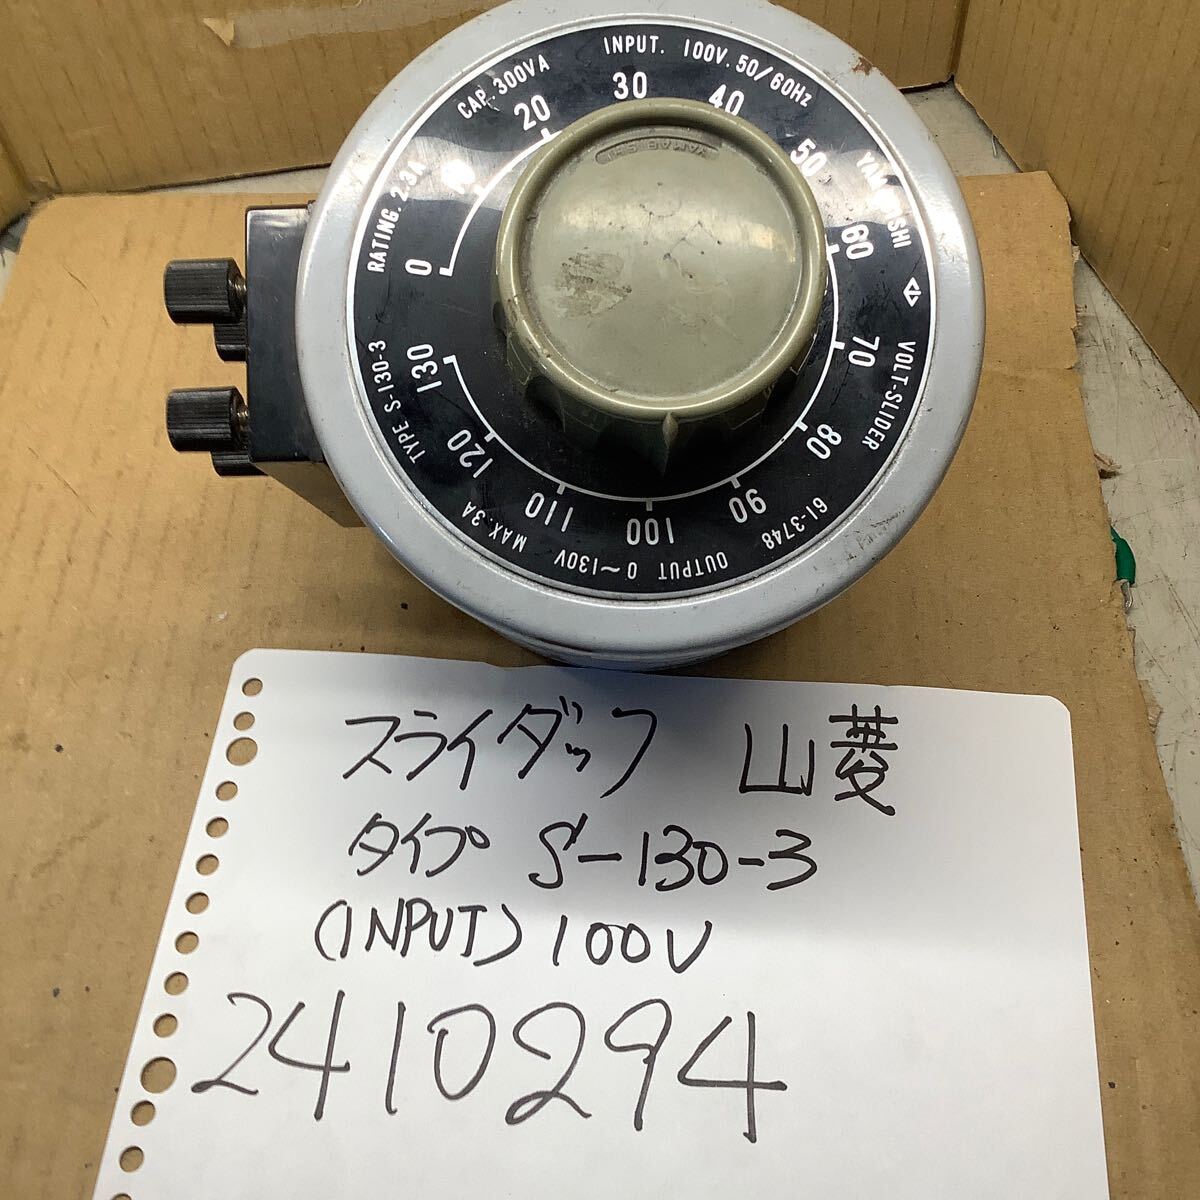 INPUT. 100V. 50/60Hz
CAP. 300VA
RATING. 2.3A
TYPE S-130-3
MAX. 3A
OUTPUT 0~130V
61-3748
VOLT-SLIDER
YAMABISHI
0
20
30
40
50
60
70
80
90
100
110
120
130
スライダック 山菱
タイプ S-130-3
(INPUT) 100V
2410294